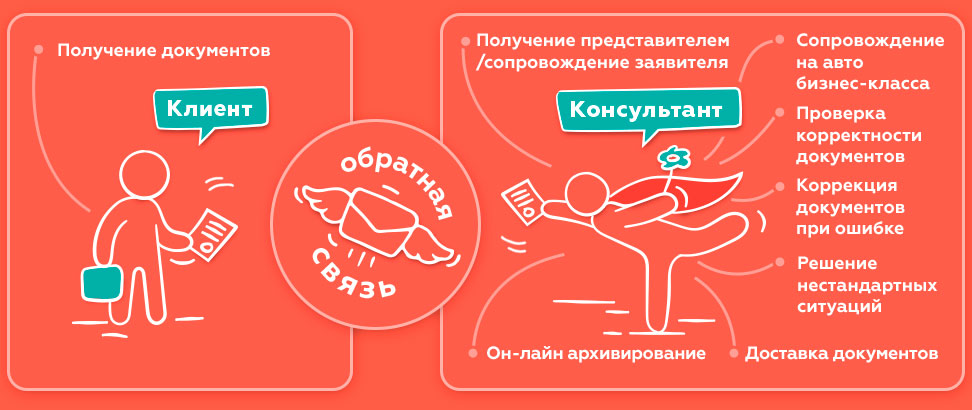 Получение документов
Клиент
обратная
связь
Получение представителем
/сопровождение заявителя
Консультант
Сопровождение
на авто
бизнес-класса
Проверка
корректности
документов
Коррекция
документов
при ошибке
Решение
нестандартных
ситуаций
Он-лайн архивирование
Доставка документов